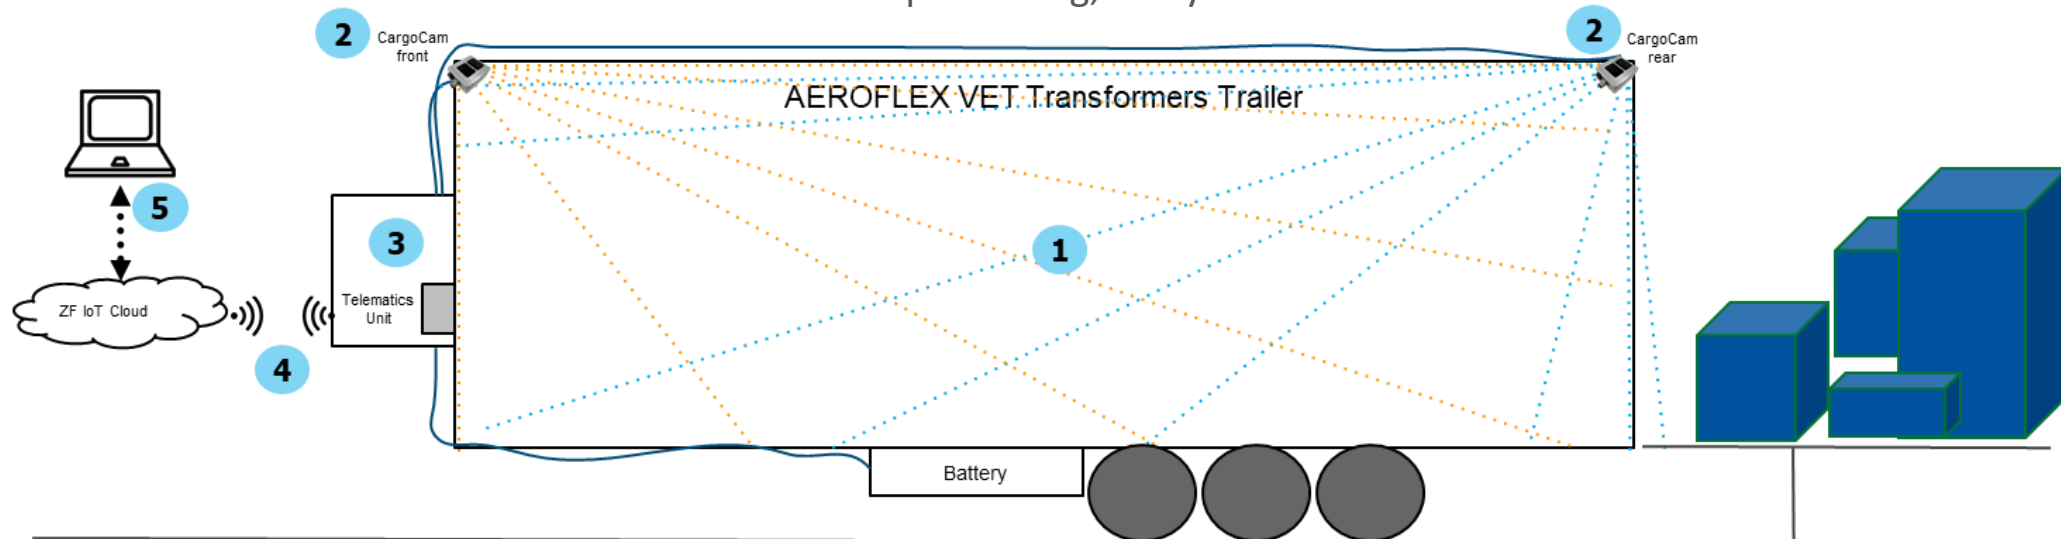 2
CargoCam
front
2
CargoCam
rear
AEROFLEX VET Transformers Trailer
5
3
1
ZF IoT Cloud
Telematics
Unit
4
Battery